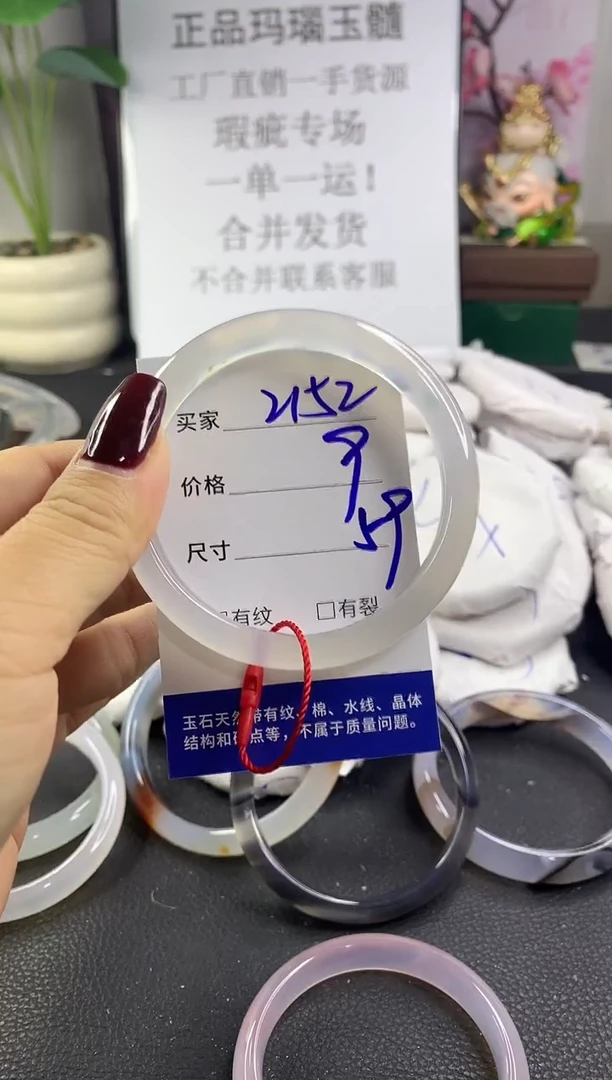 正品玛瑙玉髓
工厂直销一手货源
瑕疵专场
一单一运！
合并发货
不合并联系客服
买家 2152
价格 9
尺寸 59
有纹 □有裂
玉石天然带有纹、棉、水线、晶体
结构和 点等，不属于质量问题。